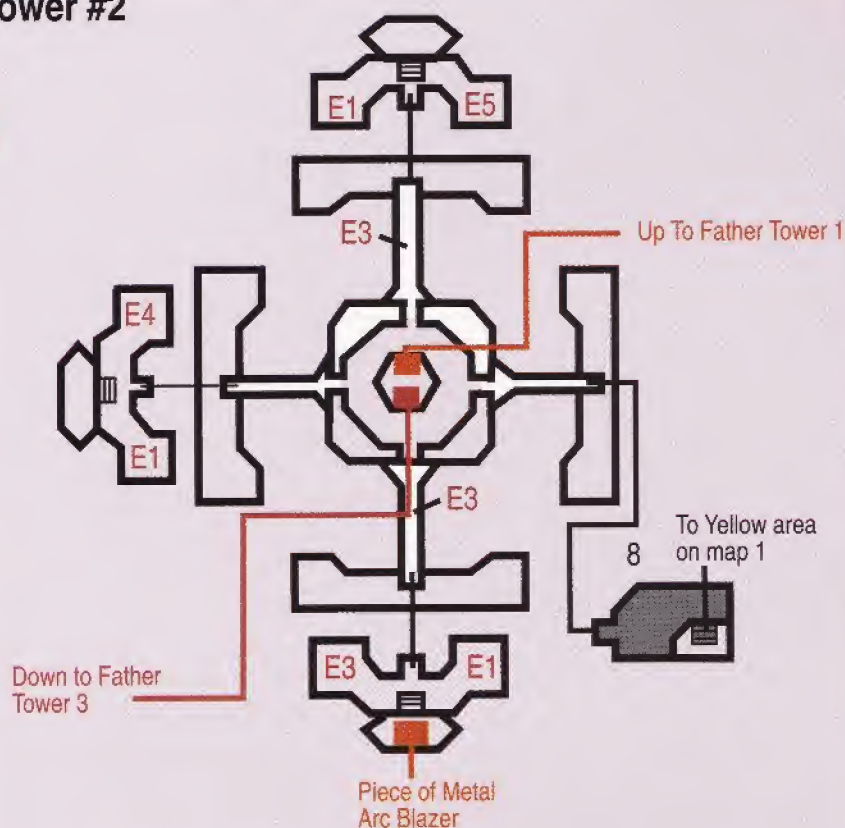 ower #2
E1
E5
E3
Up To Father Tower 1
E4
E1
E3
To Yellow area
on map 1
8
E3
E1
Down to Father
Tower 3
Piece of Metal
Arc Blazer